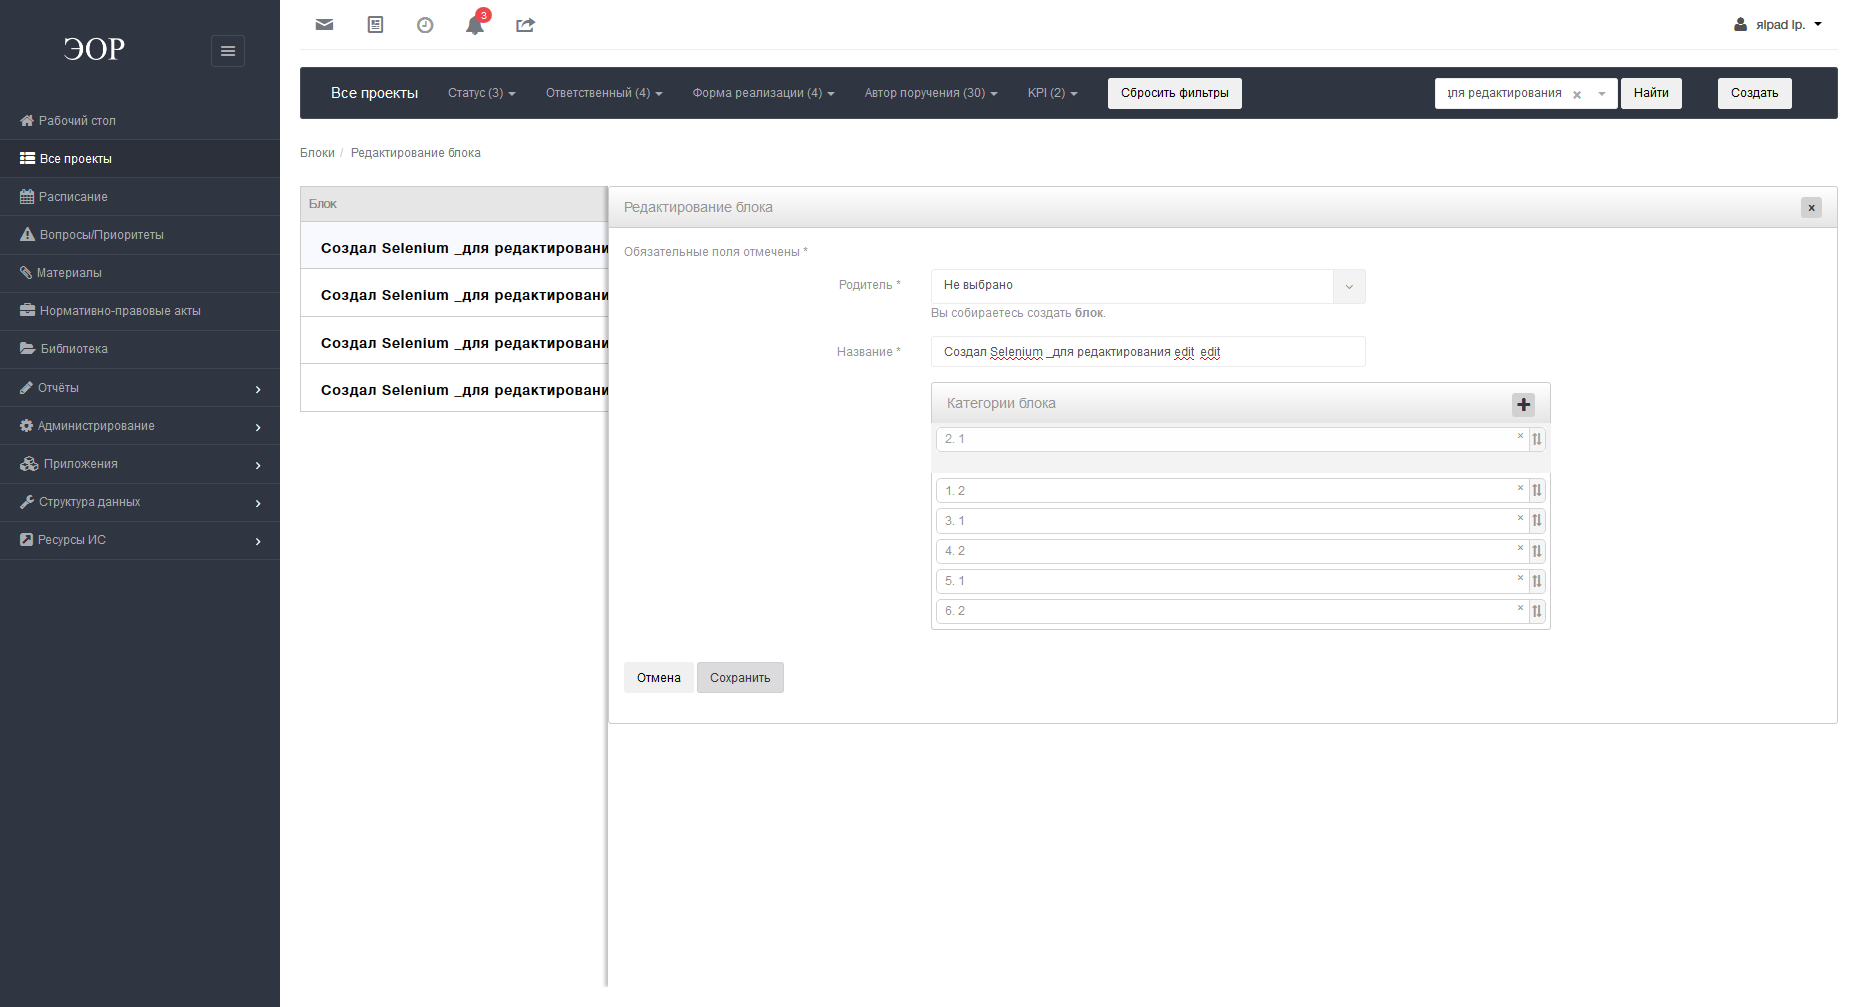 ЭОР
Рабочий стол
Все проекты
Расписание
Вопросы/Приоритеты
Материалы
Нормативно-правовые акты
Библиотека
Отчёты
Администрирование
Приложения
Структура данных
Ресурсы ИС
3
яIpad Ip.
Все проекты Статус (3) Ответственный (4) Форма реализации (4) Автор поручения (30) KPI (2) Сбросить фильтры для редактирования × Найти Создать
Блоки / Редактирование блока
Блок
Создал Selenium _для редактировани
Создал Selenium _для редактировани
Создал Selenium _для редактировани
Создал Selenium _для редактировани
Редактирование блока ×
Обязательные поля отмечены *
Родитель * Не выбрано
Вы собираетесь создать блок.
Название * Создал Selenium _для редактирования edit edit
Категории блока
2. 1 ×
1. 2 ×
3. 1 ×
4. 2 ×
5. 1 ×
6. 2 ×
Отмена Сохранить